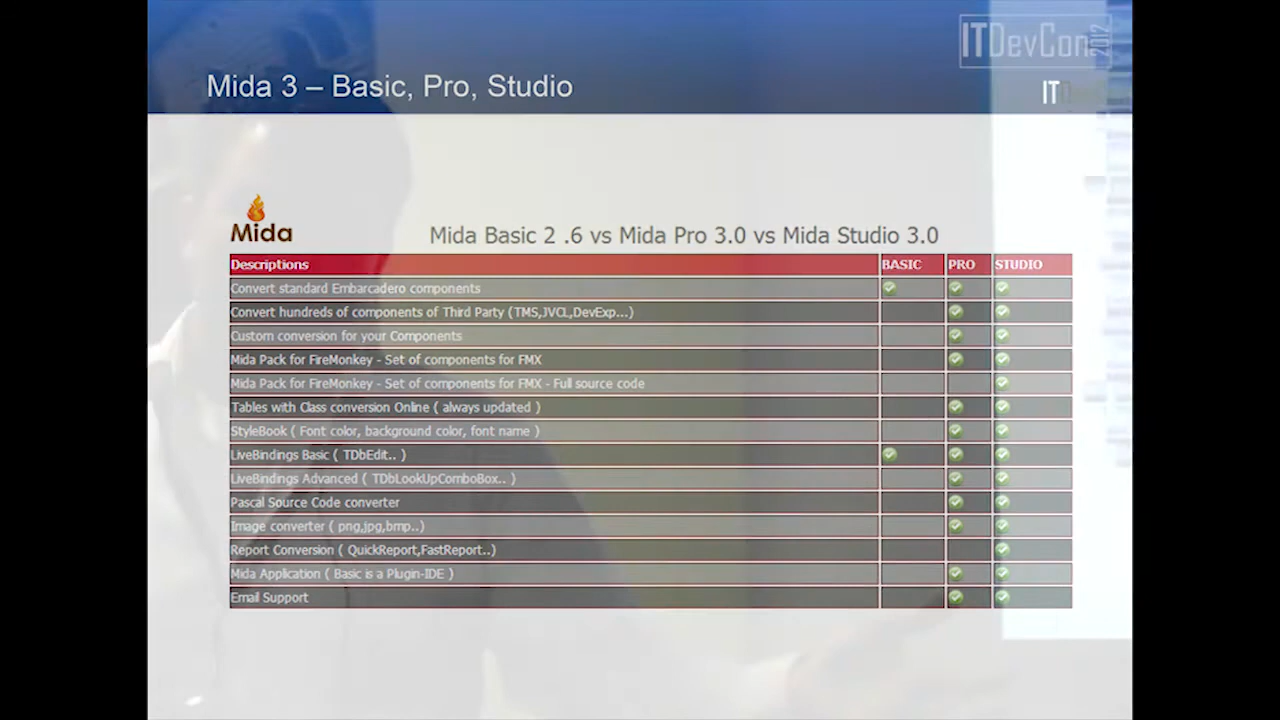 ITDevCon 2012
Mida 3 – Basic, Pro, Studio
IT
Mida
Mida Basic 2 .6 vs Mida Pro 3.0 vs Mida Studio 3.0
Descriptions BASIC PRO STUDIO
Convert standard Embarcadero components
Convert hundreds of components of Third Party (TMS,JVCL,DevExp...)
Custom conversion for your Components
Mida Pack for FireMonkey - Set of components for FMX
Mida Pack for FireMonkey - Set of components for FMX - Full source code
Tables with Class conversion Online ( always updated )
StyleBook ( Font color, background color, font name )
LiveBindings Basic ( TDbEdit.. )
LiveBindings Advanced ( TDbLookUpComboBox.. )
Pascal Source Code converter
Image converter ( png,jpg,bmp..)
Report Conversion ( QuickReport,FastReport..)
Mida Application ( Basic is a Plugin-IDE )
Email Support